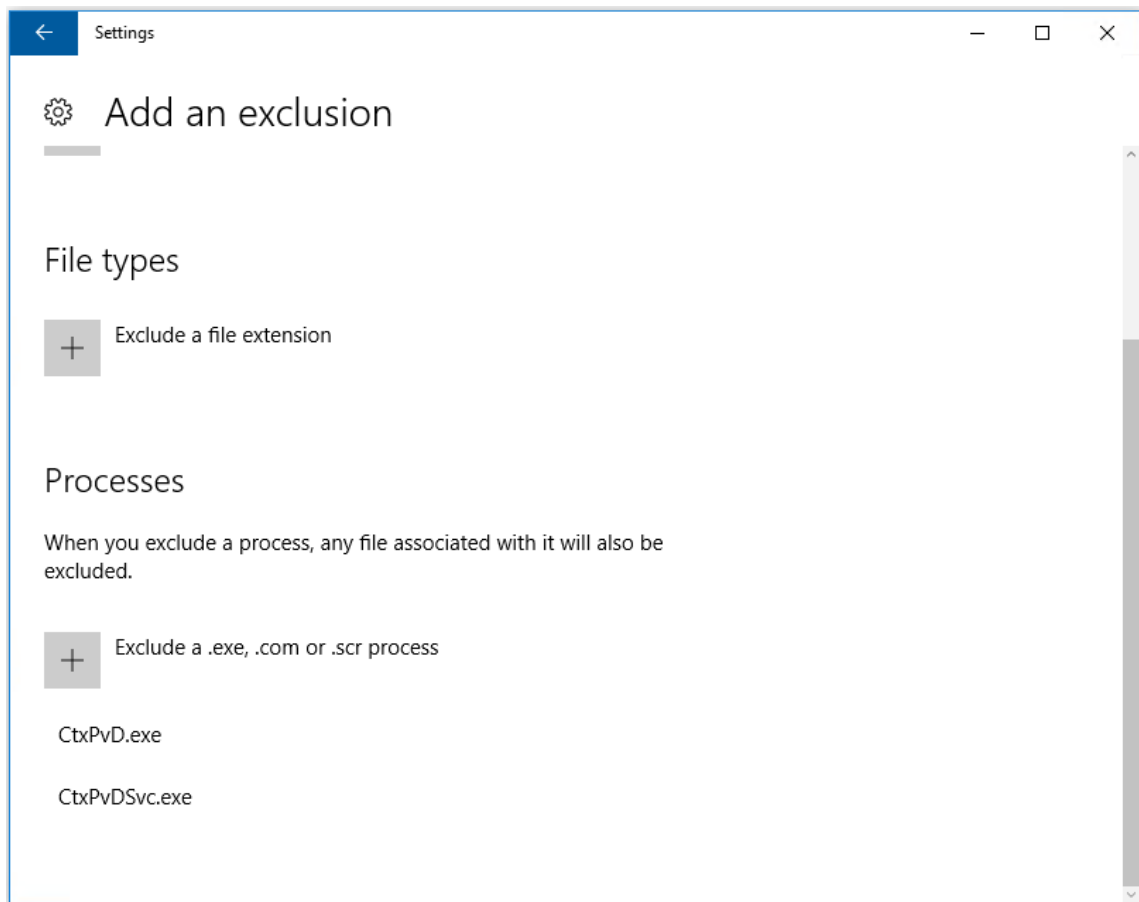 Settings
Add an exclusion
File types
Exclude a file extension
Processes
When you exclude a process, any file associated with it will also be
excluded.
Exclude a .exe, .com or .scr process
CtxPvD.exe
CtxPvDSvc.exe